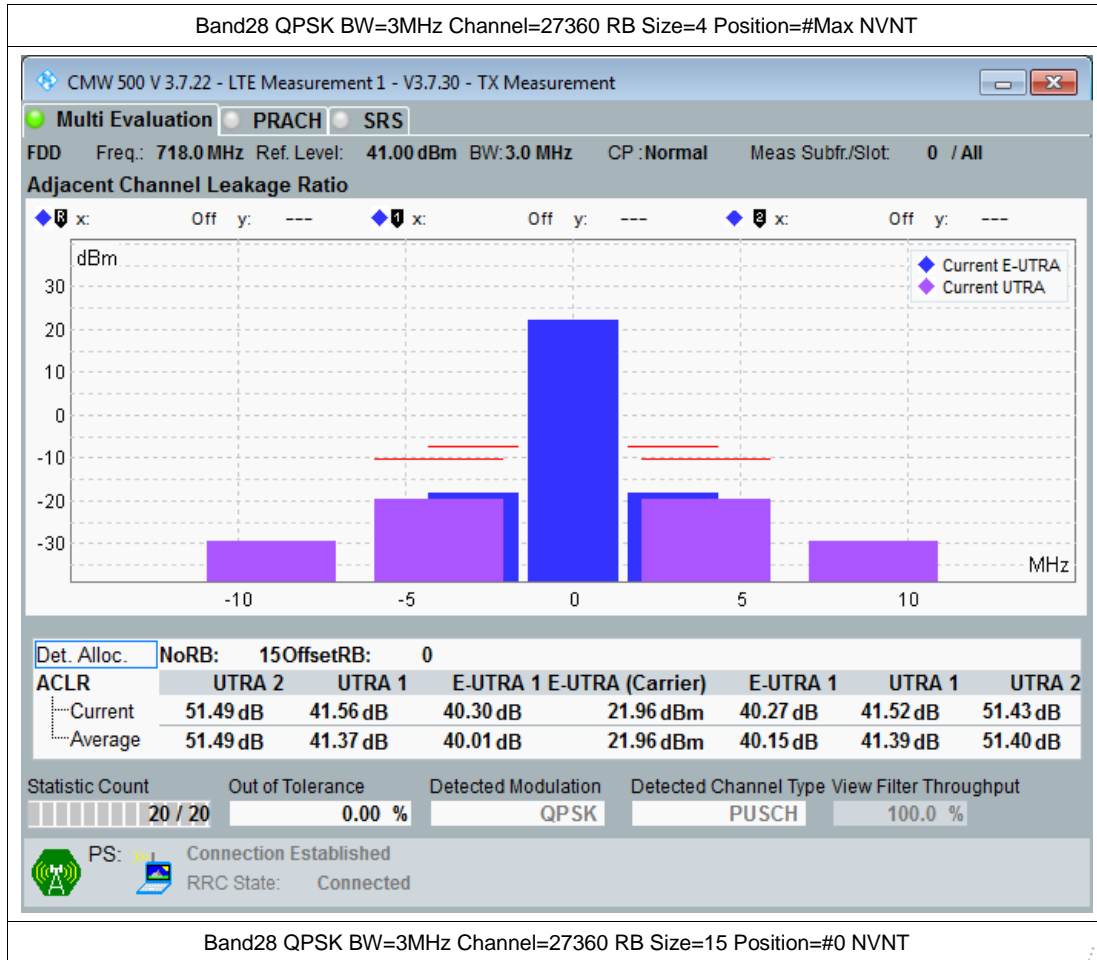 Band28 QPSK BW=3MHz Channel=27360 RB Size=4 Position=#Max NVNT
CMW 500 V 3.7.22 - LTE Measurement 1 - V3.7.30 - TX Measurement
Multi Evaluation PRACH SRS
FDD Freq.: 718.0 MHz Ref. Level: 41.00 dBm BW: 3.0 MHz CP : Normal Meas Subfr./Slot: 0 / All
Adjacent Channel Leakage Ratio
R x: Off y: --- 1 x: Off y: --- 2 x: Off y: ---
dBm
Current E-UTRA
Current UTRA
30
20
10
0
-10
-20
-30
MHz
-10 -5 0 5 10
Det. Alloc. NoRB: 15 OffsetRB: 0
ACLR UTRA 2 UTRA 1 E-UTRA 1 E-UTRA (Carrier) E-UTRA 1 UTRA 1 UTRA 2
Current 51.49 dB 41.56 dB 40.30 dB 21.96 dBm 40.27 dB 41.52 dB 51.43 dB
Average 51.49 dB 41.37 dB 40.01 dB 21.96 dBm 40.15 dB 41.39 dB 51.40 dB
Statistic Count Out of Tolerance Detected Modulation Detected Channel Type View Filter Throughput
20 / 20 0.00 % QPSK PUSCH 100.0 %
PS: Connection Established
RRC State: Connected
Band28 QPSK BW=3MHz Channel=27360 RB Size=15 Position=#0 NVNT